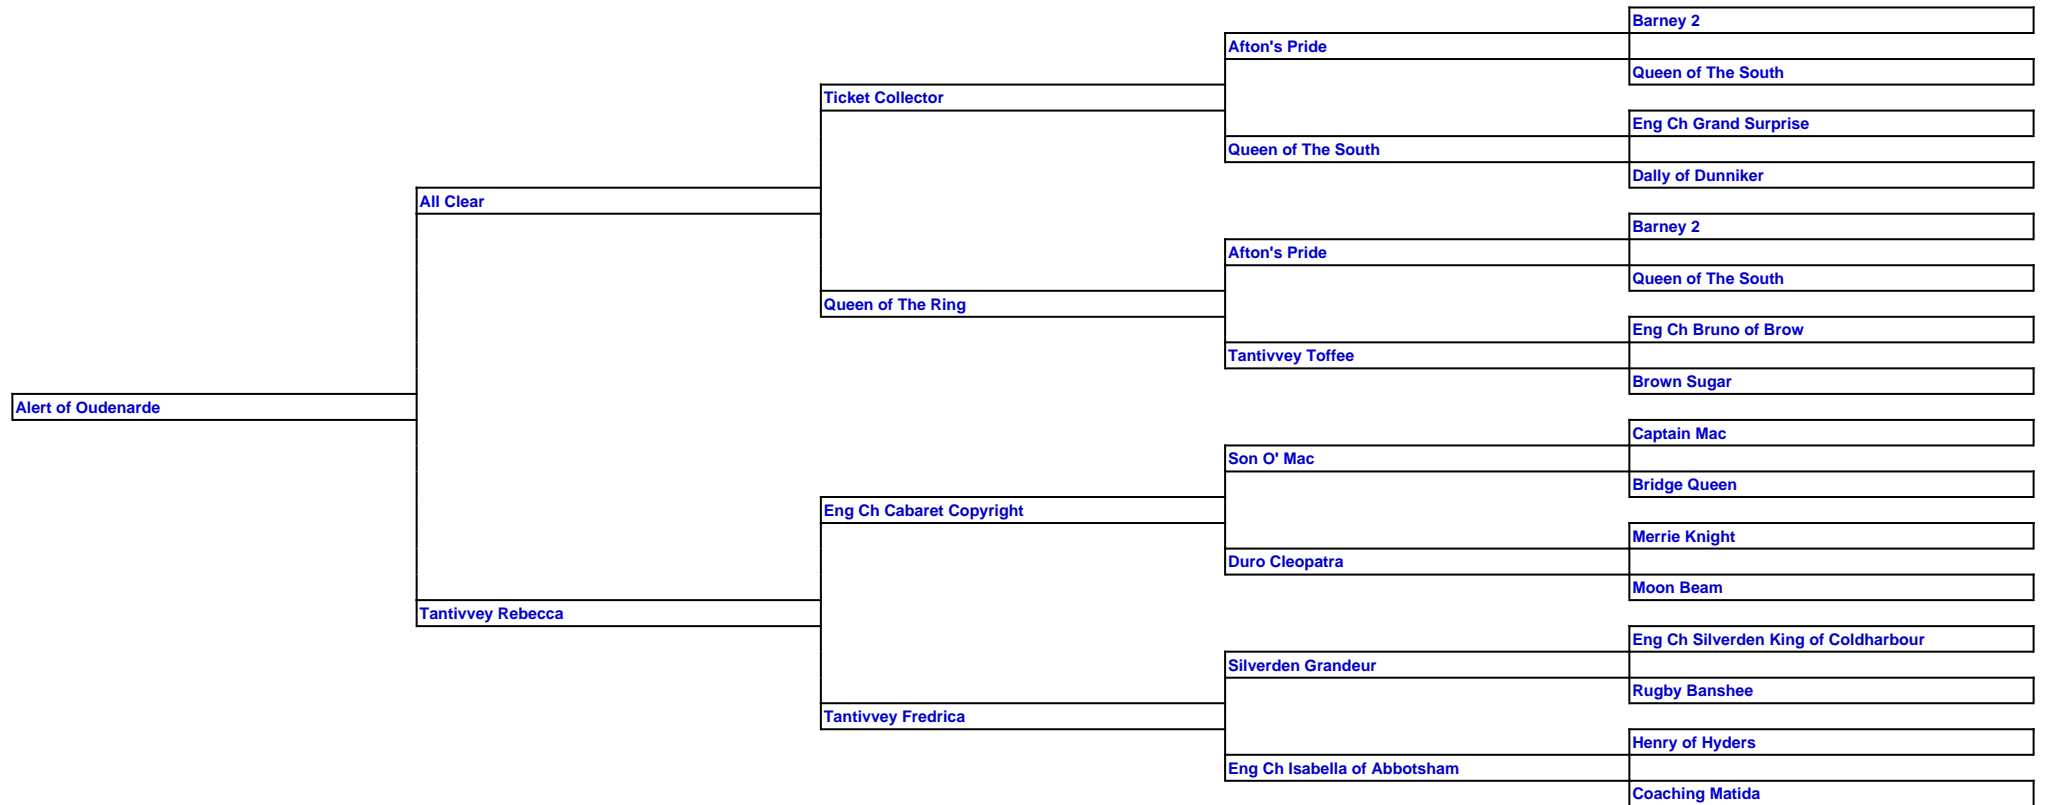 Barney 2
Afton's Pride
Queen of The South
Ticket Collector
Eng Ch Grand Surprise
Queen of The South
Dally of Dunniker
All Clear
Barney 2
Afton's Pride
Queen of The South
Queen of The Ring
Eng Ch Bruno of Brow
Tantivvey Toffee
Brown Sugar
Alert of Oudenarde
Captain Mac
Son O' Mac
Bridge Queen
Eng Ch Cabaret Copyright
Merrie Knight
Duro Cleopatra
Moon Beam
Tantivvey Rebecca
Eng Ch Silverden King of Coldharbour
Silverden Grandeur
Rugby Banshee
Tantivvey Fredrica
Henry of Hyders
Eng Ch Isabella of Abbotsham
Coaching Matida